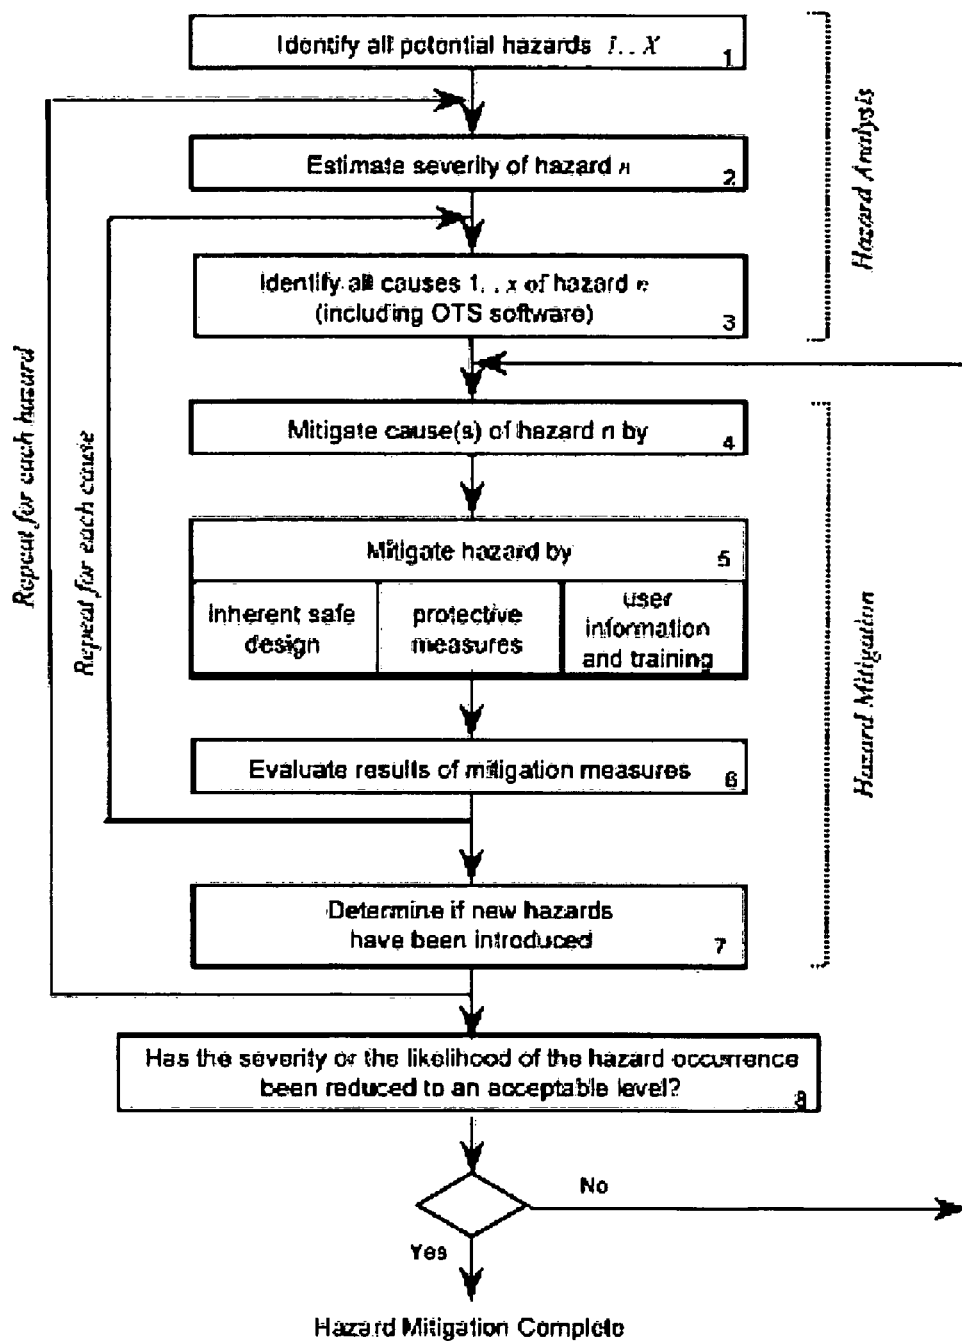 Identify all potential hazards 1. . X
1
Estimate severity of hazard n
2
Identify all causes 1. . x of hazard n
(including OTS software)
3
Hazard Analysis
Mitigate cause(s) of hazard n by
4
Mitigate hazard by
5
inherent safe
design
protective
measures
user
information
and training
Evaluate results of mitigation measures
6
Determine if new hazards
have been introduced
7
Hazard Mitigation
Repeat for each hazard
Repeat for each cause
Has the severity or the likelihood of the hazard occurrence
been reduced to an acceptable level?
8
No
Yes
Hazard Mitigation Complete